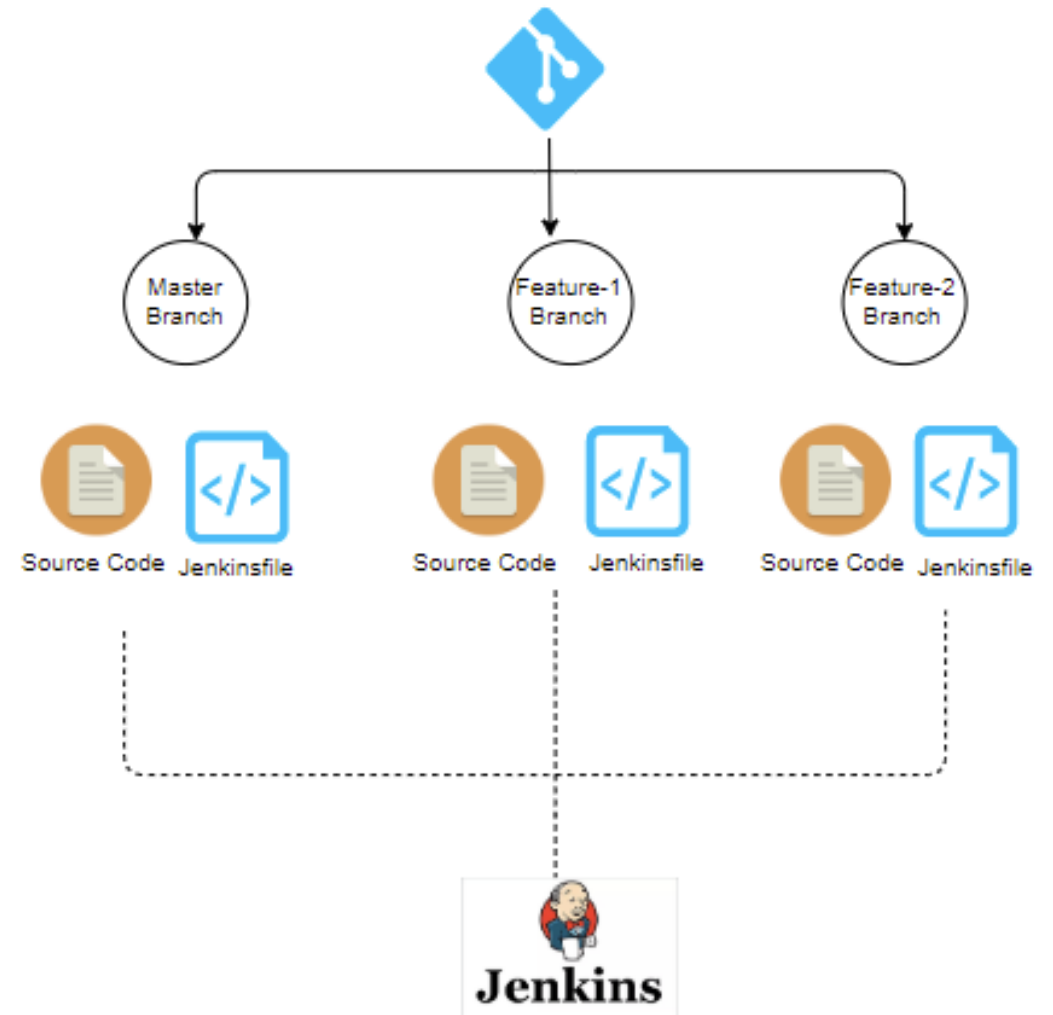 Master
Branch
Feature-1
Branch
Feature-2
Branch
</>
</>
</>
Source Code
Jenkinsfile
Source Code
Jenkinsfile
Source Code
Jenkinsfile
Jenkins